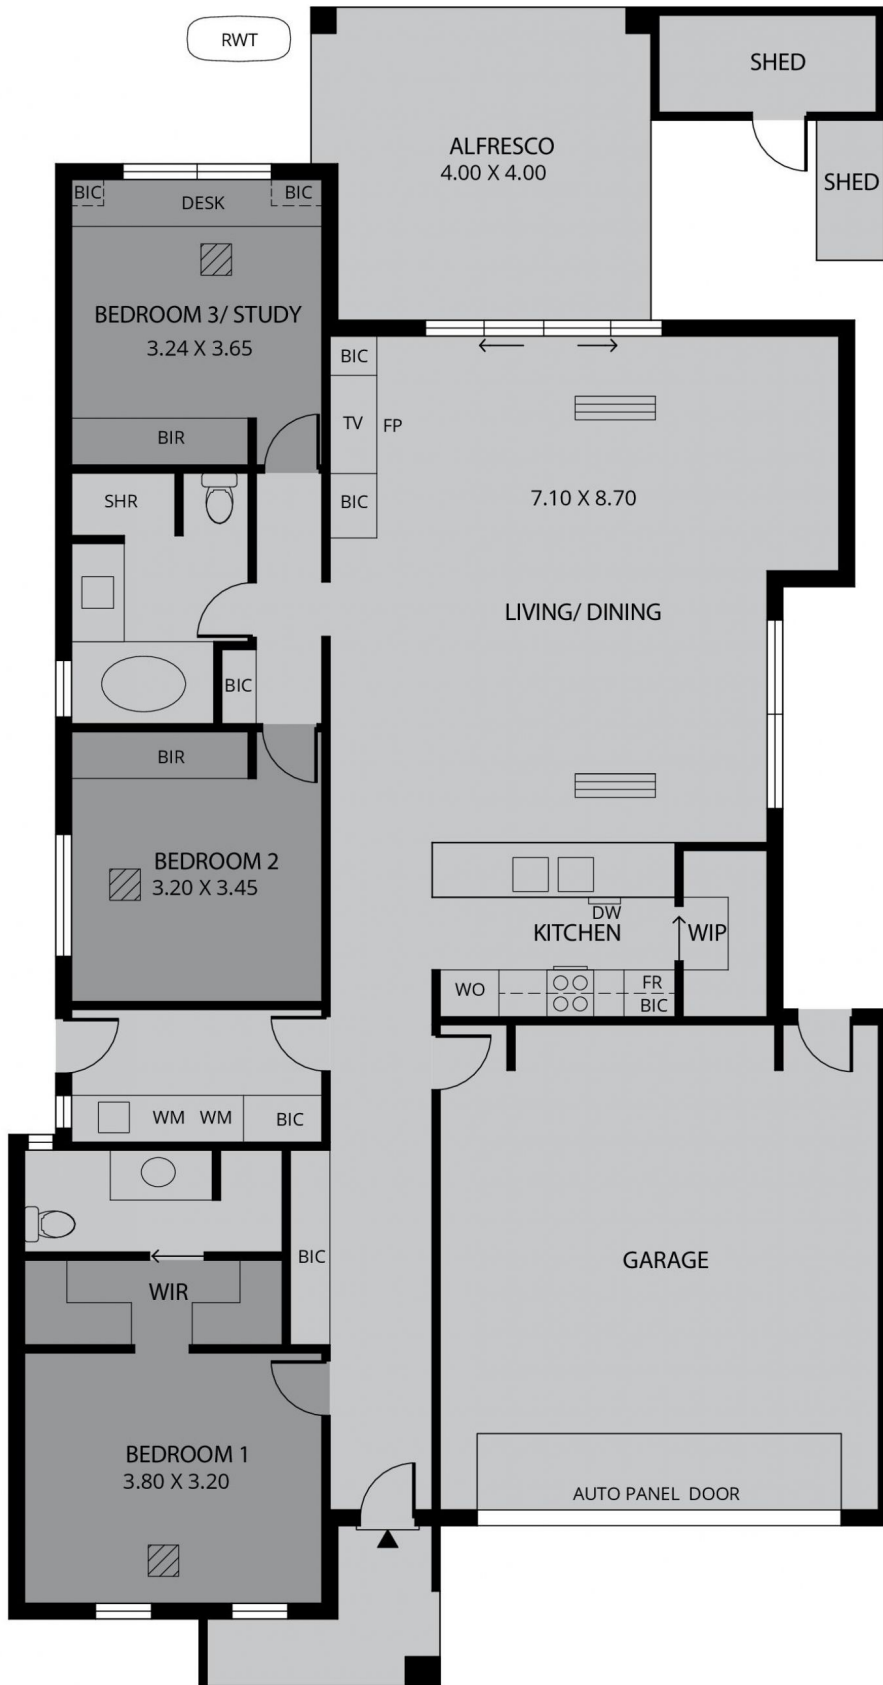 RWT
SHED
ALFRESCO
4.00 X 4.00
SHED
BIC
BIC
DESK
BEDROOM 3/ STUDY
3.24 X 3.65
BIR
BIC
TV
FP
BIC
7.10 X 8.70
LIVING/ DINING
SHR
BIC
BIR
BEDROOM 2
3.20 X 3.45
DW
KITCHEN
WIP
WO
FR
BIC
WM
WM
BIC
BIC
WIR
GARAGE
BEDROOM 1
3.80 X 3.20
AUTO PANEL DOOR